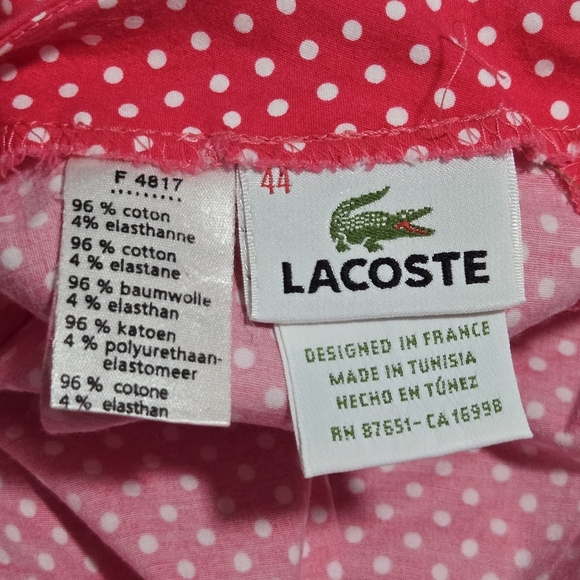 F 4817
96 % coton
4% elasthanne
96 % cotton
4 % elastane
96 % baumwolle
4 % elasthan
96 % katoen
4 % polyurethaan-
elastomeer
96 % cotone
4 % elasthan
44
LACOSTE
DESIGNED IN FRANCE
MADE IN TUNISIA
HECHO EN TÚNEZ
RN 87651-CA 16998